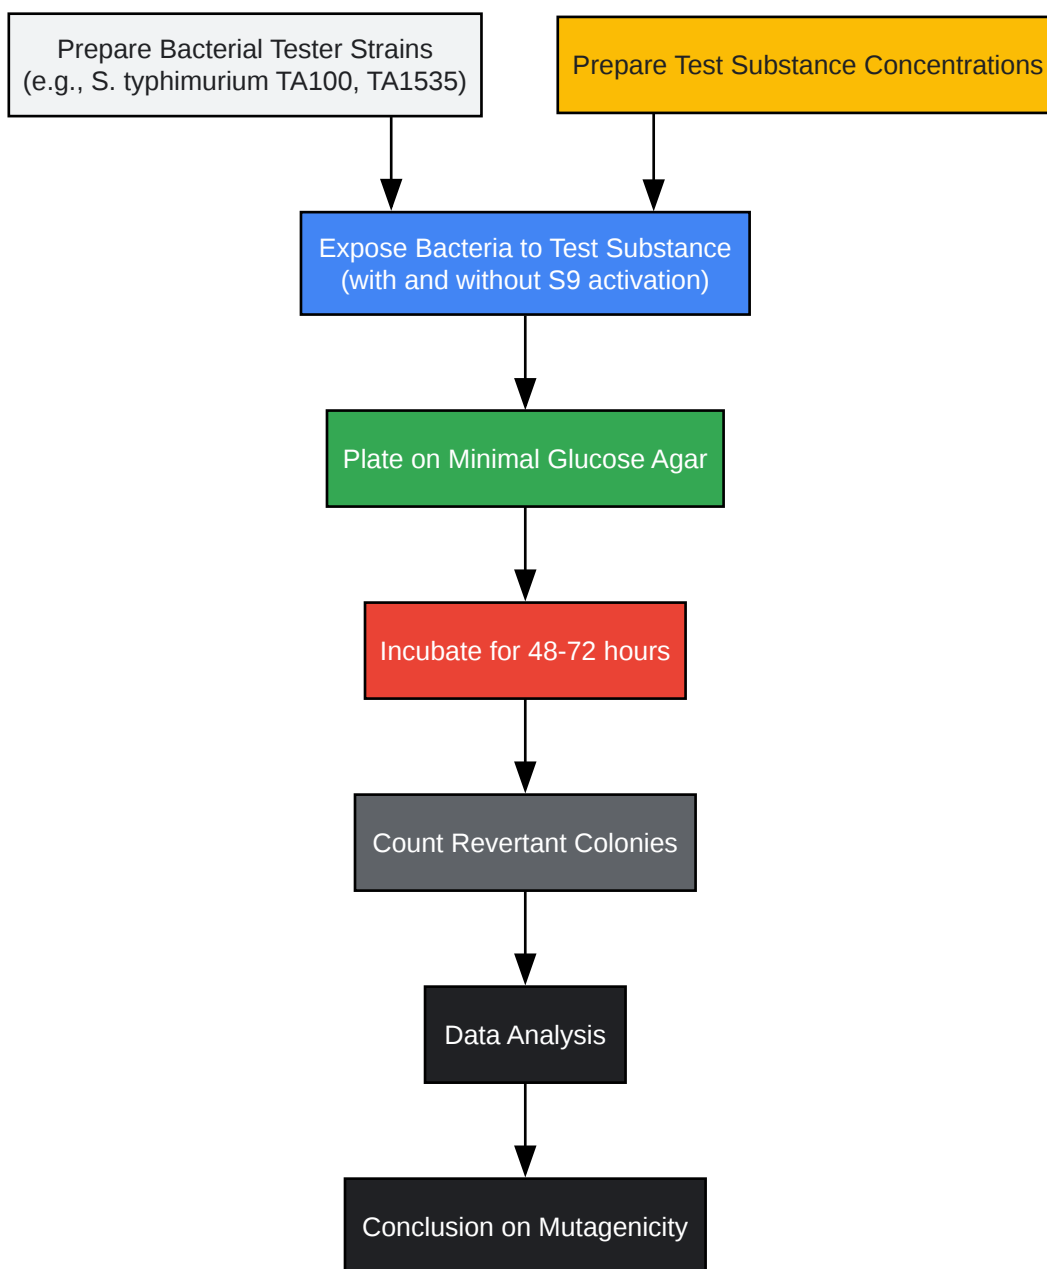 Prepare Bacterial Tester Strains
(e.g., S. typhimurium TA100, TA1535)
Prepare Test Substance Concentrations
Expose Bacteria to Test Substance
(with and without S9 activation)
Plate on Minimal Glucose Agar
Incubate for 48-72 hours
Count Revertant Colonies
Data Analysis
Conclusion on Mutagenicity